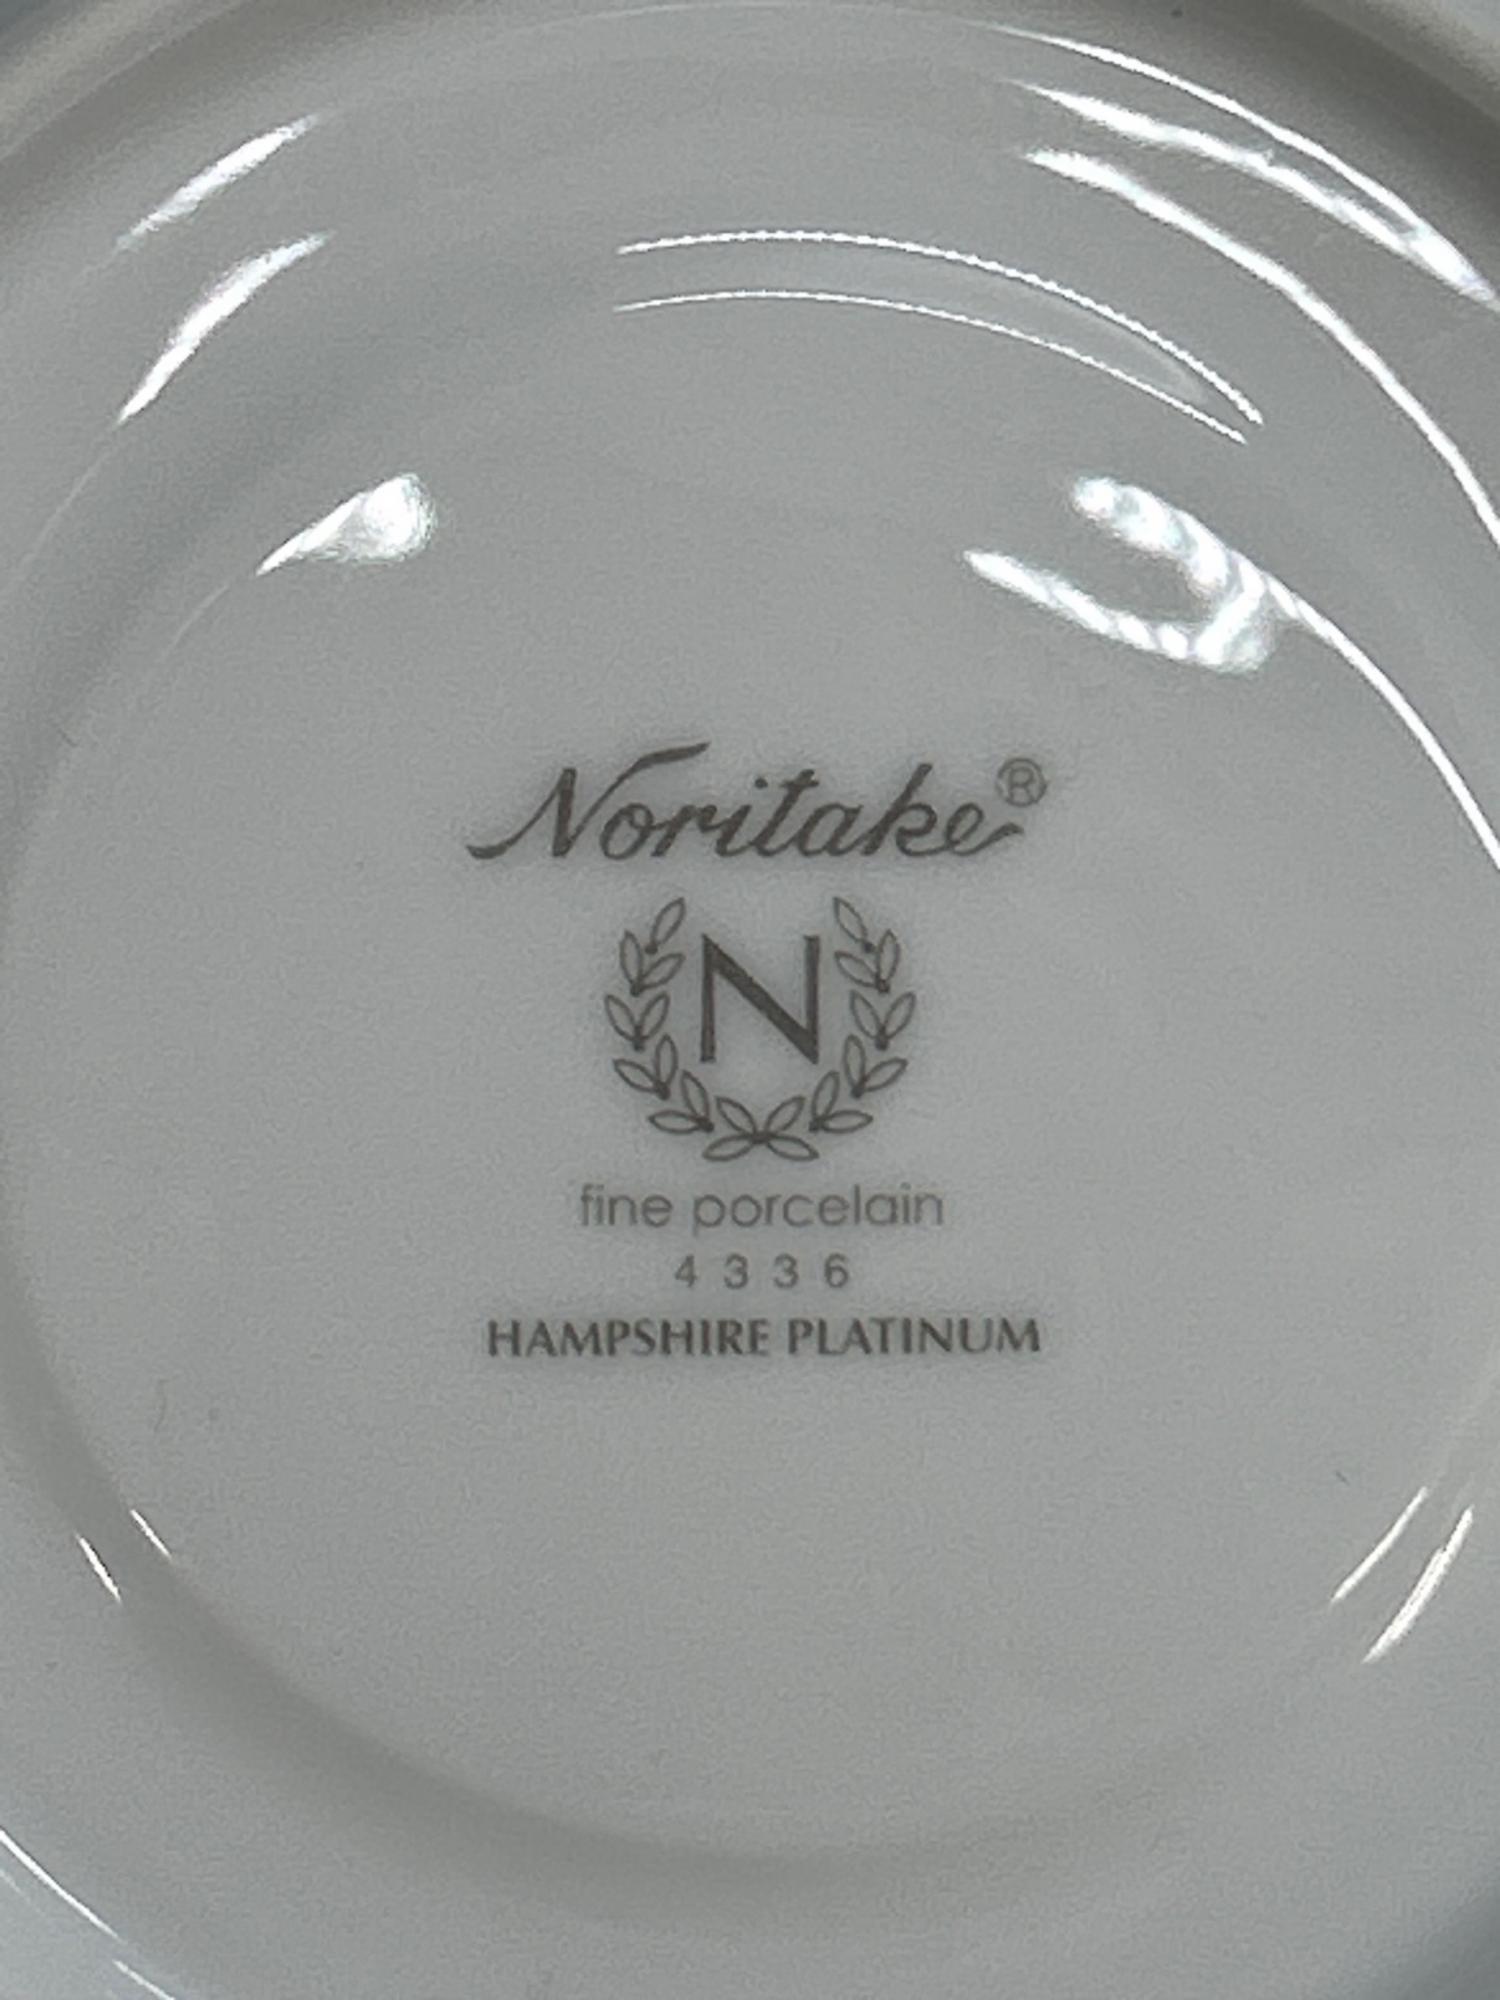 Noritake®
N
fine porcelain
4336
HAMPSHIRE PLATINUM